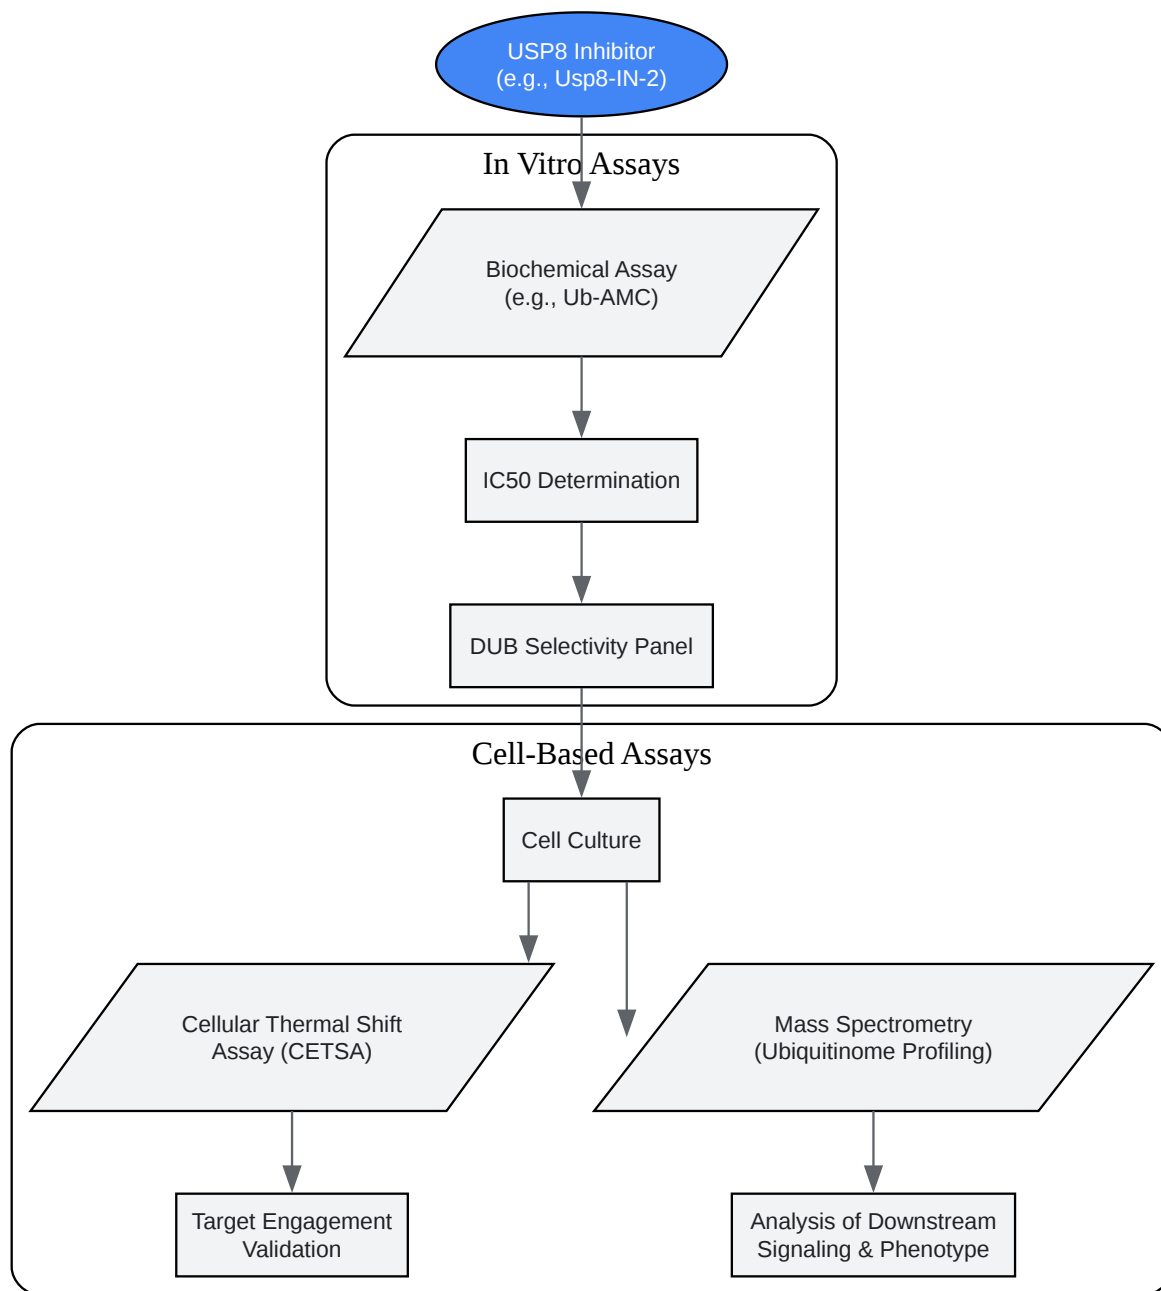 USP8 Inhibitor
(e.g., Usp8-IN-2)
In Vitro Assays
Biochemical Assay
(e.g., Ub-AMC)
IC50 Determination
DUB Selectivity Panel
Cell-Based Assays
Cell Culture
Cellular Thermal Shift
Assay (CETSA)
Mass Spectrometry
(Ubiquitinome Profiling)
Target Engagement
Validation
Analysis of Downstream
Signaling & Phenotype